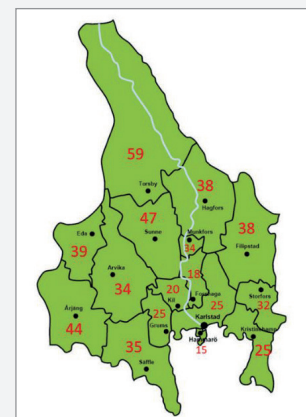 59
Torsby
38
Hagfors
47
Sunne
Munkfors
34
38
Filipstad
Eda
39
Arvika
34
18
20
Kil
Forshaga
25
Storfors
32
Årjäng
44
25
Grums
Karlstad
Kristinehamn
25
Hammarö
15
35
Säffle